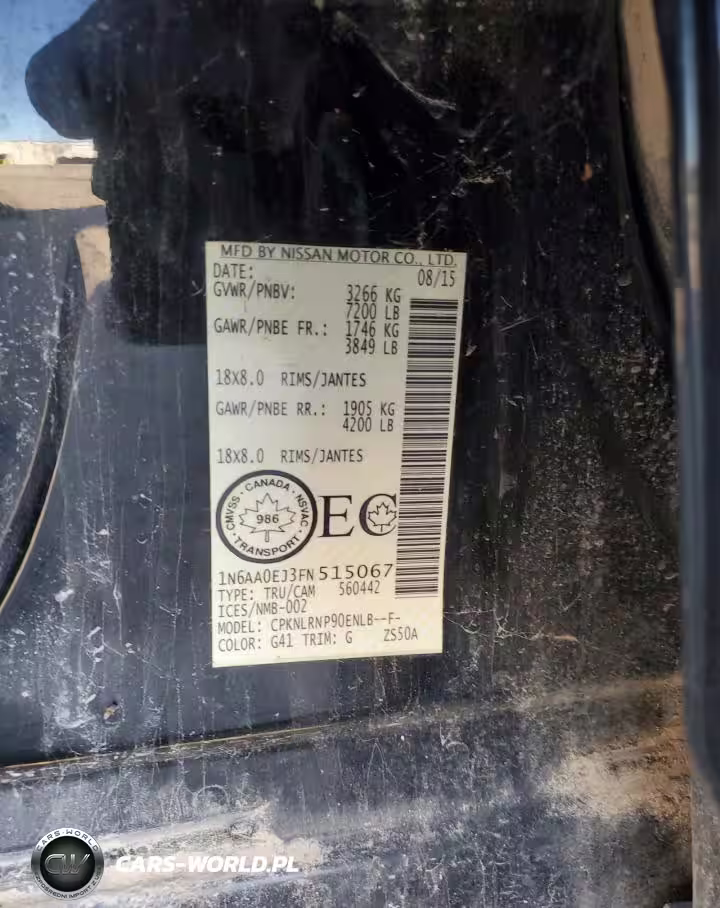 MFD BY NISSAN MOTOR CO., LTD.
DATE: 08/15
GVWR/PNBV: 3266 KG
7200 LB
GAWR/PNBE FR.: 1746 KG
3849 LB
18X8.0 RIMS/JANTES
GAWR/PNBE RR.: 1905 KG
4200 LB
18X8.0 RIMS/JANTES
CMVSS · CANADA · NSVAC
986
· TRANSPORT ·
EC
1N6AA0EJ3FN515067
TYPE: TRU/CAM 560442
ICES/NMB-002
MODEL: CPKNLRNP90ENLB--F-
COLOR: G41 TRIM: G ZS50A
CARS-WORLD
CW
CARS-WORLD.PL